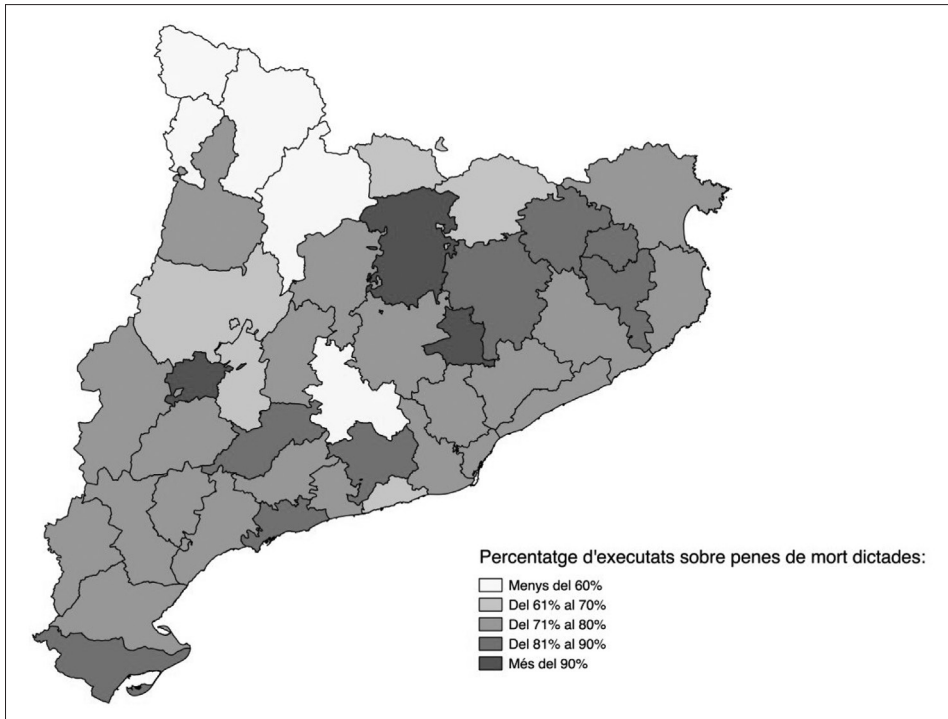 Percentatge d'executats sobre penes de mort dictades:
Menys del 60%
Del 61% al 70%
Del 71% al 80%
Del 81% al 90%
Més del 90%